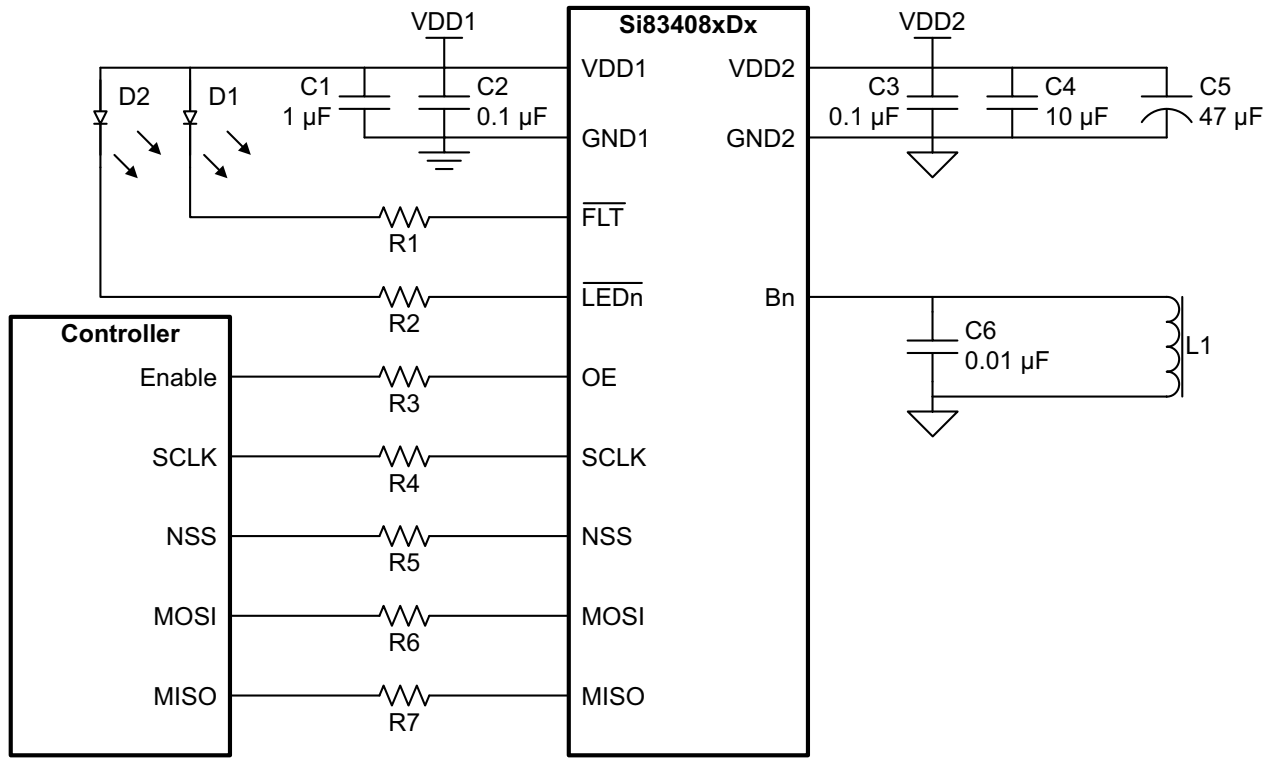 VDD1
Si83408xDx
VDD2
D2
D1
C1
1 µF
C2
0.1 µF
VDD1
VDD2
C3
0.1 µF
C4
10 µF
C5
47 µF
GND1
GND2
FLT
R1
LEDn
R2
Bn
C6
0.01 µF
L1
Controller
Enable
R3
OE
SCLK
R4
SCLK
NSS
R5
NSS
MOSI
R6
MOSI
MISO
R7
MISO